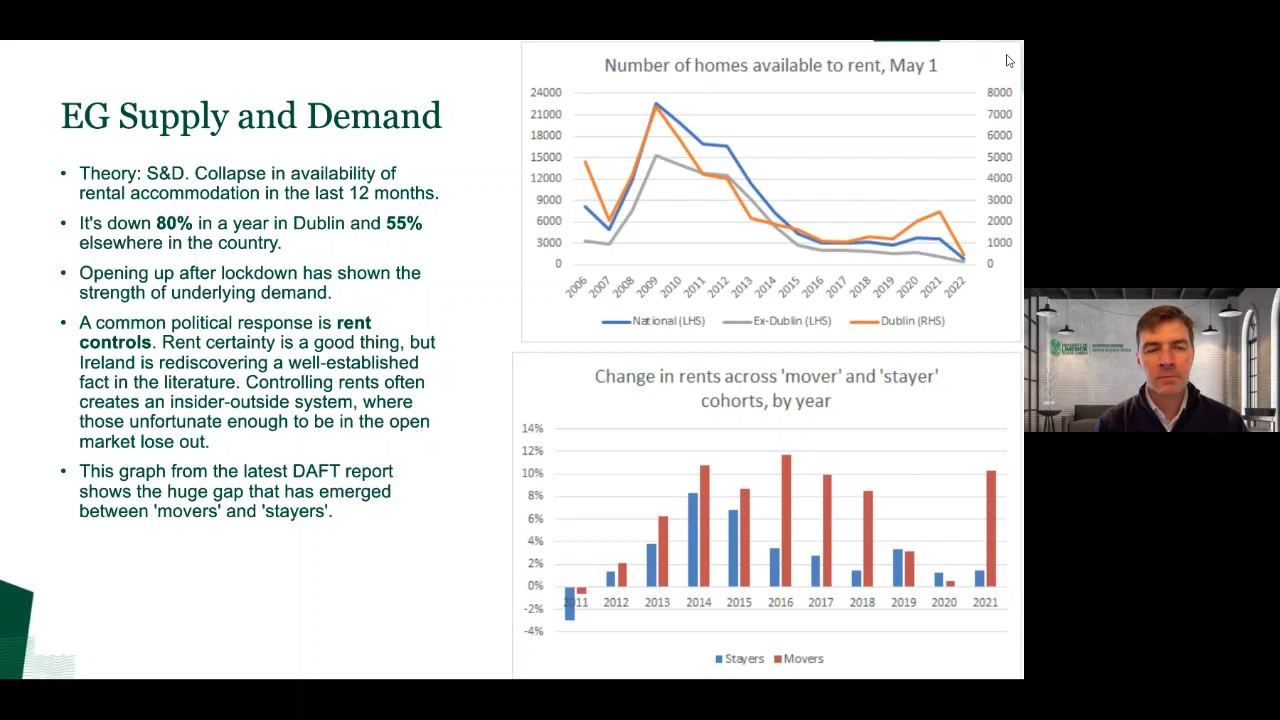 EG Supply and Demand
• Theory: S&D. Collapse in availability of
rental accommodation in the last 12 months.
• It's down 80% in a year in Dublin and 55%
elsewhere in the country.
• Opening up after lockdown has shown the
strength of underlying demand.
• A common political response is rent
controls. Rent certainty is a good thing, but
Ireland is rediscovering a well-established
fact in the literature. Controlling rents often
creates an insider-outside system, where
those unfortunate enough to be in the open
market lose out.
• This graph from the latest DAFT report
shows the huge gap that has emerged
between 'movers' and 'stayers'.
Number of homes available to rent, May 1
24000 8000
21000 7000
18000 6000
15000 5000
12000 4000
9000 3000
6000 2000
3000 1000
0 0
2006 2007 2008 2009 2010 2011 2012 2013 2014 2015 2016 2017 2018 2019 2020 2021 2022
National (LHS) Ex-Dublin (LHS) Dublin (RHS)
Change in rents across 'mover' and 'stayer'
cohorts, by year
14%
12%
10%
8%
6%
4%
2%
0%
2011 2012 2013 2014 2015 2016 2017 2018 2019 2020 2021
-2%
-4%
Stayers Movers
UNIVERSITY OF
LIMERICK